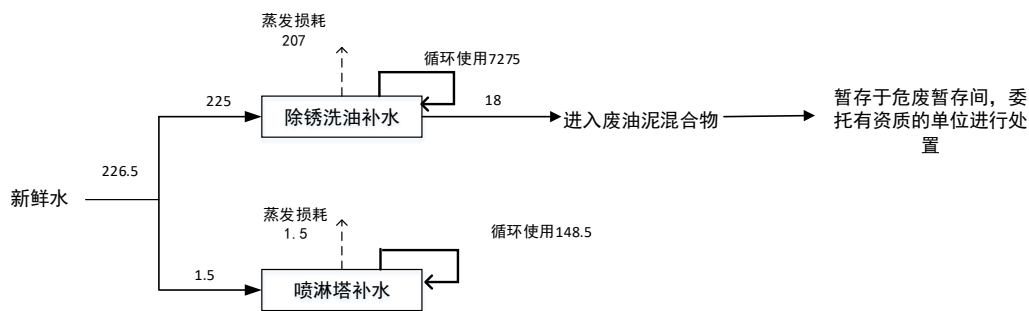 蒸发损耗
207
循环使用7275
225
除锈洗油补水
18
进入废油泥混合物
暂存于危废暂存间，委
托有资质的单位进行处
置
226.5
新鲜水
蒸发损耗
1.5
循环使用148.5
1.5
喷淋塔补水